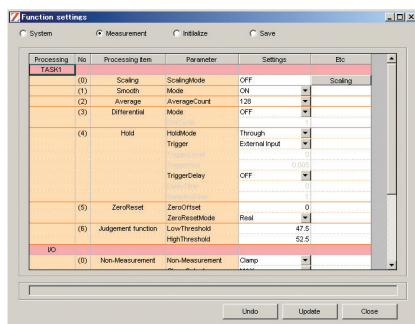 Function settings
System Measurement Initilalize Save
Processing No Processing item Parameter Settings Etc
TASK1
(0) Scaling ScalingMode OFF Scaling
(1) Smooth Mode ON
(2) Average AverageCount 128
(3) Differential Mode OFF
1
(4) Hold HoldMode Through
Trigger External Input
0
0.005
TriggerDelay OFF
0
(5) ZeroReset ZeroOffset 0
ZeroResetMode Real
(6) Judgement function LowThreshold 47.5
HighThreshold 52.5
I/O
(0) Non-Measurement Non-Measurement Clamp
Undo Update Close